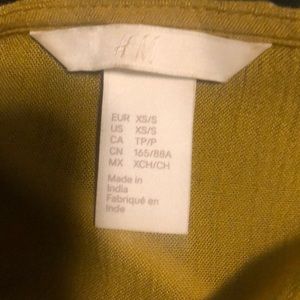 H&M
EUR XS/S
US XS/S
CA TP/P
CN 165/88A
MX XCH/CH
Made in
India
Fabriqué en
Inde